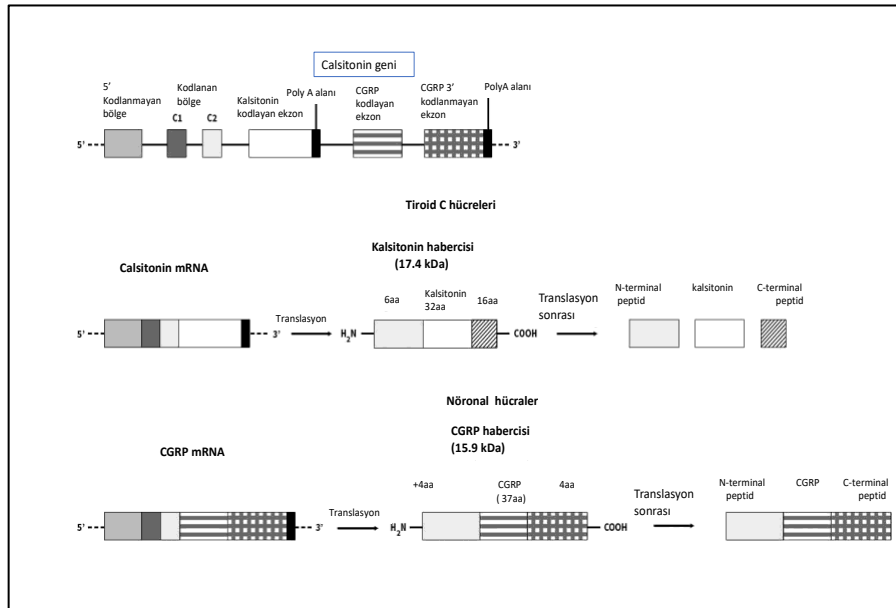 Calsitonin geni
5’
Kodlanmayan
bölge
Kodlanan
bölge
C1
C2
Kalsitonin
kodlayan ekzon
Poly A alanı
CGRP
kodlayan
ekzon
CGRP 3’
kodlanmayan
ekzon
PolyA alanı
5’
3’
Tiroid C hücreleri
Calsitonin mRNA
Kalsitonin habercisi
(17.4 kDa)
5’
3’
Translasyon
H2N
6aa
Kalsitonin
32aa
16aa
COOH
Translasyon
sonrası
N-terminal
peptid
kalsitonin
C-terminal
peptid
Nöronal hücraler
CGRP mRNA
CGRP habercisi
(15.9 kDa)
5’
3’
Translasyon
H2N
+4aa
CGRP
( 37aa)
4aa
COOH
Translasyon
sonrası
N-terminal
peptid
CGRP
C-terminal
peptid